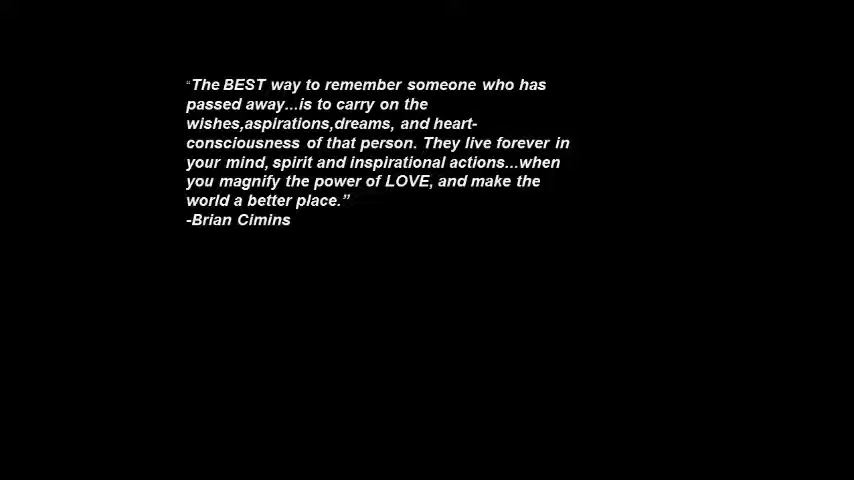 “The BEST way to remember someone who has
passed away...is to carry on the
wishes,aspirations,dreams, and heart-
consciousness of that person. They live forever in
your mind, spirit and inspirational actions...when
you magnify the power of LOVE, and make the
world a better place.”
-Brian Cimins